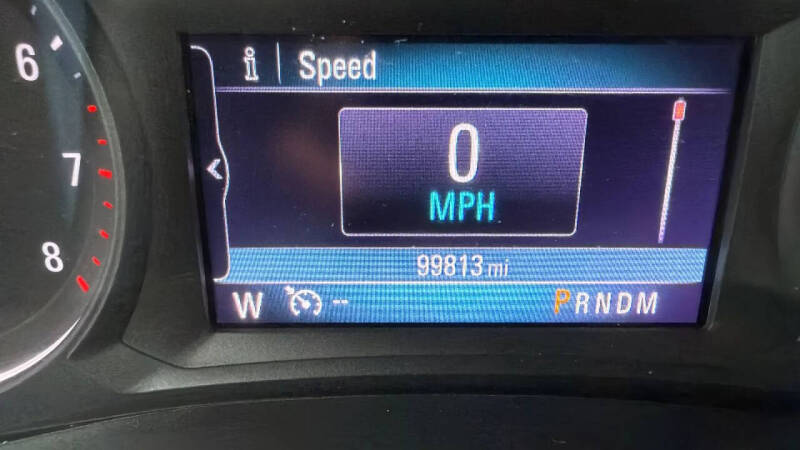 6
7
8
i | Speed
0
MPH
99813 mi
W -- PRNDM